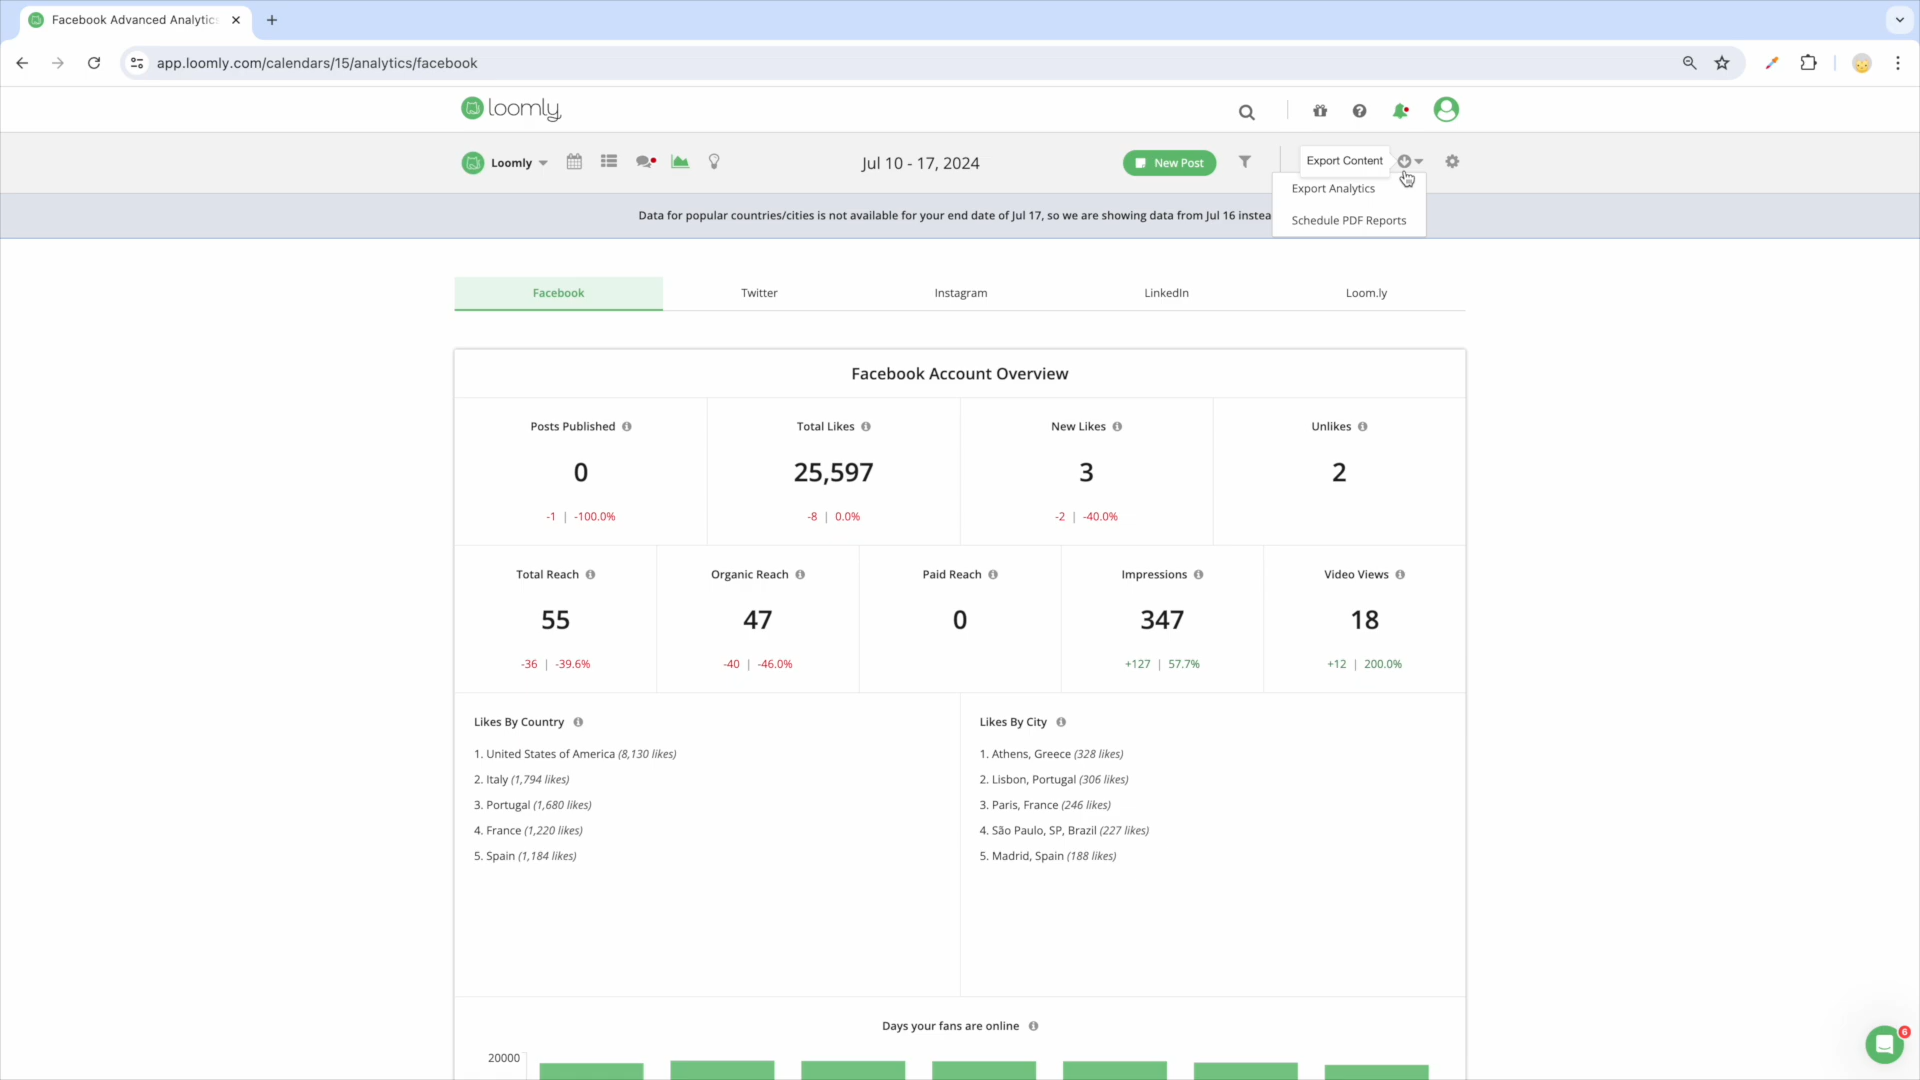 Facebook Advanced Analytic
app.loomly.com/calendars/15/analytics/facebook
loomly
Loomly
Jul 10 - 17, 2024
New Post
Export Content
Export Analytics
Schedule PDF Reports
Data for popular countries/cities is not available for your end date of Jul 17, so we are showing data from Jul 16 instea
Facebook Twitter Instagram LinkedIn Loom.ly
Facebook Account Overview
Posts Published Total Likes New Likes Unlikes
0 25,597 3 2
-1 | -100.0% -8 | 0.0% -2 | -40.0%
Total Reach Organic Reach Paid Reach Impressions Video Views
55 47 0 347 18
-36 | -39.6% -40 | -46.0% +127 | 57.7% +12 | 200.0%
Likes By Country
1. United States of America (8,130 likes)
2. Italy (1,794 likes)
3. Portugal (1,680 likes)
4. France (1,220 likes)
5. Spain (1,184 likes)
Likes By City
1. Athens, Greece (328 likes)
2. Lisbon, Portugal (306 likes)
3. Paris, France (246 likes)
4. São Paulo, SP, Brazil (227 likes)
5. Madrid, Spain (188 likes)
Days your fans are online
20000
6